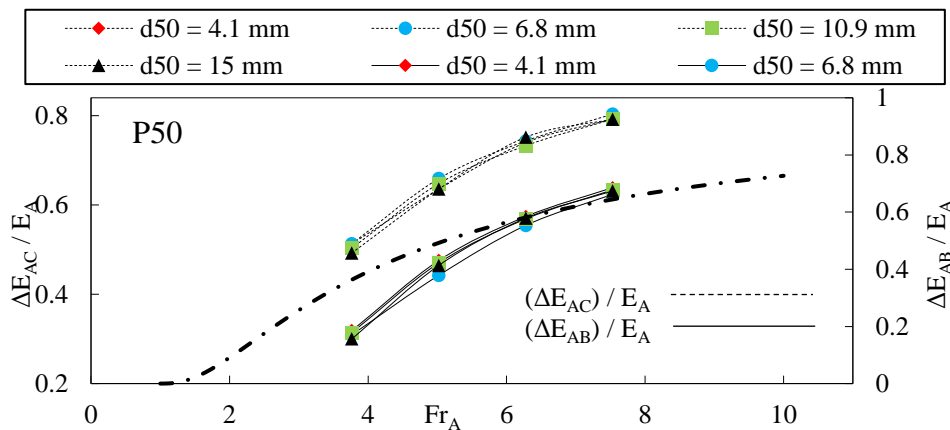 d50 = 4.1 mm d50 = 6.8 mm d50 = 10.9 mm
d50 = 15 mm d50 = 4.1 mm d50 = 6.8 mm
P50
0.8
0.6
0.4
0.2
ΔE_AC / E_A
1
0.8
0.6
0.4
0.2
0
ΔE_AB / E_A
(ΔE_AC) / E_A
(ΔE_AB) / E_A
0 2 4 Fr_A 6 8 10